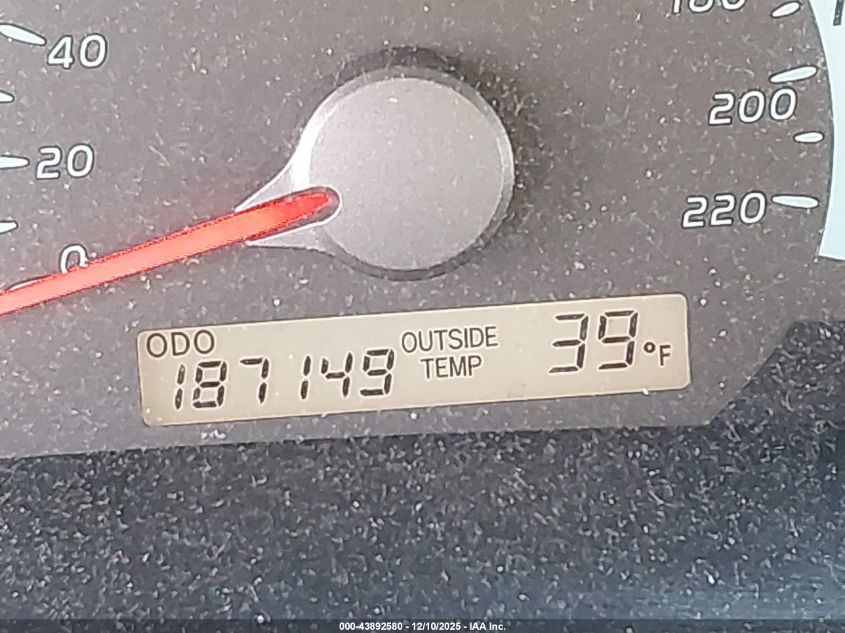 40
20
0
200
220
ODO
187149
OUTSIDE
TEMP
39°F
000-43892580 - 12/10/2025 - IAA Inc.